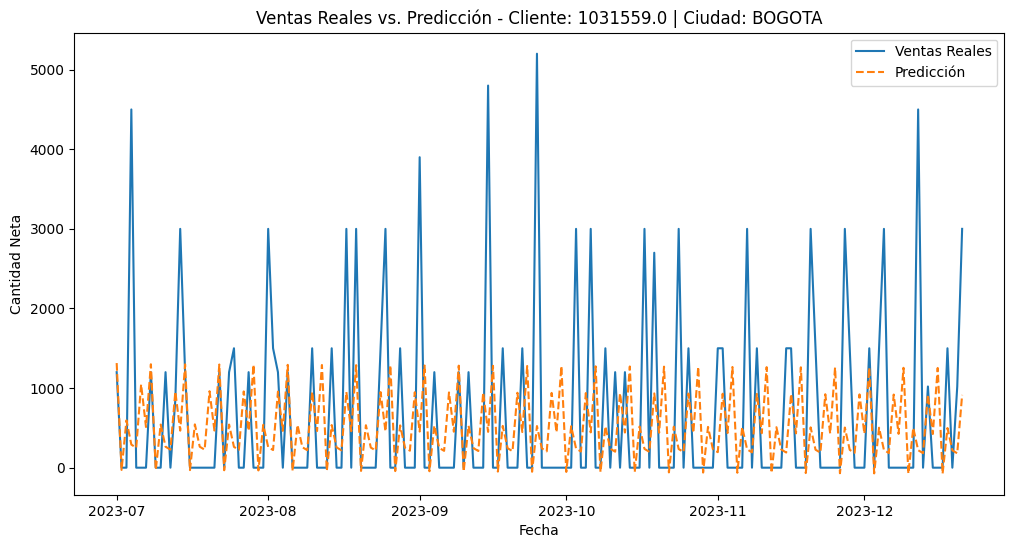 Ventas Reales vs. Predicción - Cliente: 1031559.0 | Ciudad: BOGOTA
Ventas Reales
Predicción
Cantidad Neta
5000
4000
3000
2000
1000
0
2023-07
2023-08
2023-09
2023-10
2023-11
2023-12
Fecha